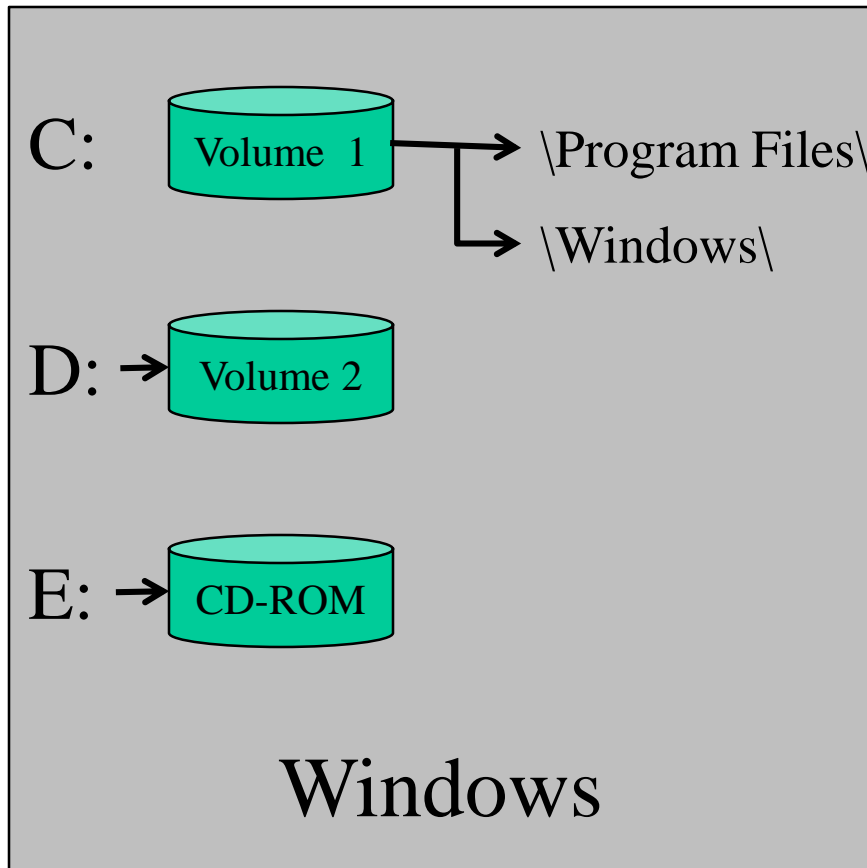 C: Volume 1 \Program Files\
\Windows\
D: Volume 2
E: CD-ROM
Windows